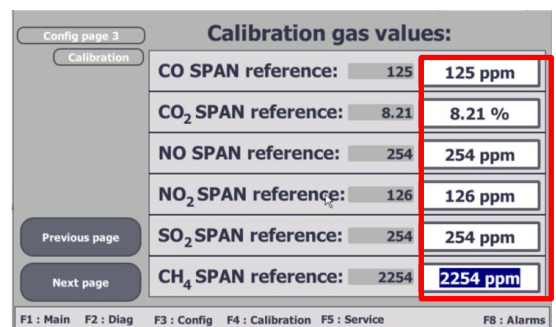 Config page 3
Calibration gas values:
Calibration
CO SPAN reference: 125 125 ppm
CO₂ SPAN reference: 8.21 8.21 %
NO SPAN reference: 254 254 ppm
NO₂ SPAN reference: 126 126 ppm
SO₂ SPAN reference: 254 254 ppm
CH₄ SPAN reference: 2254 2254 ppm
Previous page
Next page
F1 : Main F2 : Diag F3 : Config F4 : Calibration F5 : Service F8 : Alarms